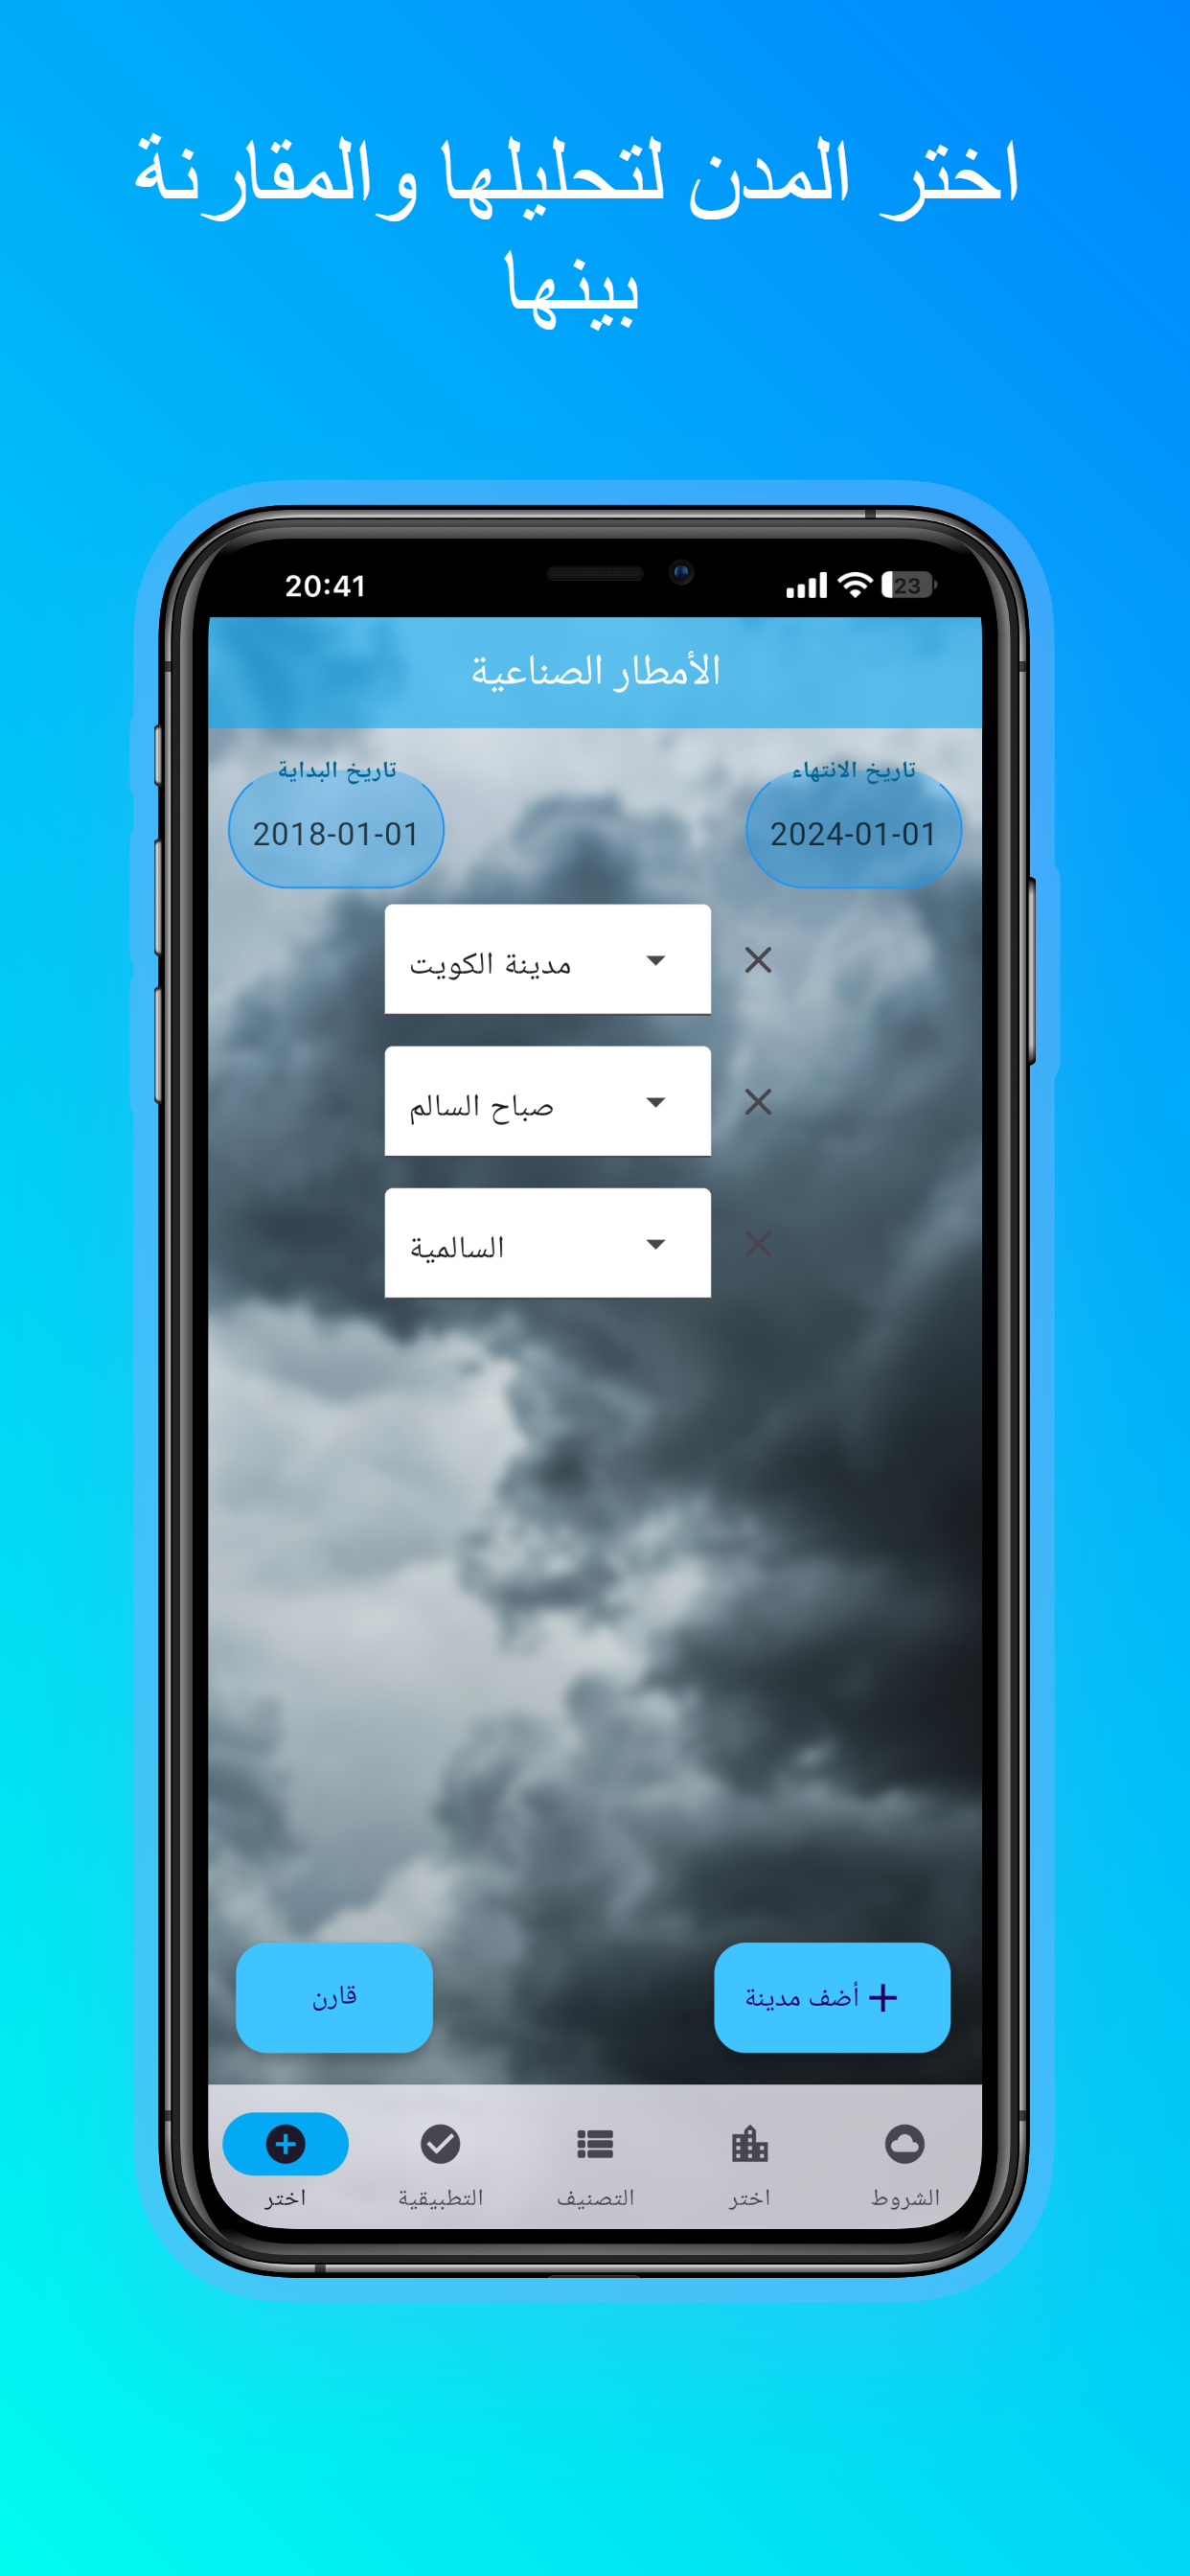 اختر المدن لتحليلها والمقارنة
بينها
20:41
23
الأمطار الصناعية
تاريخ الانتهاء
تاريخ البداية
2024-01-01
2018-01-01
مدينة الكويت
صباح السالم
السالمية
أضف مدينة
قارن
الشروط
اختر
التصنيف
التطبيقية
اختر